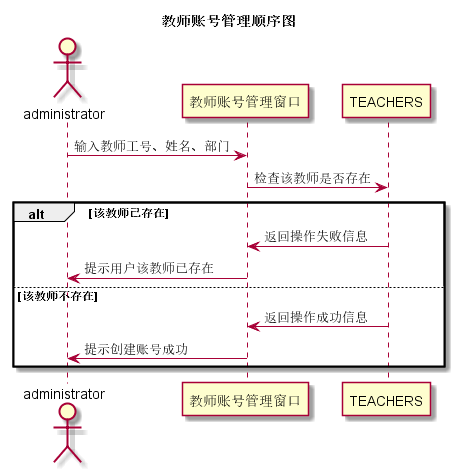 教师账号管理顺序图
administrator
教师账号管理窗口
TEACHERS
输入教师工号、姓名、部门
检查该教师是否存在
alt
[该教师已存在]
返回操作失败信息
提示用户该教师已存在
[该教师不存在]
返回操作成功信息
提示创建账号成功
administrator
教师账号管理窗口
TEACHERS